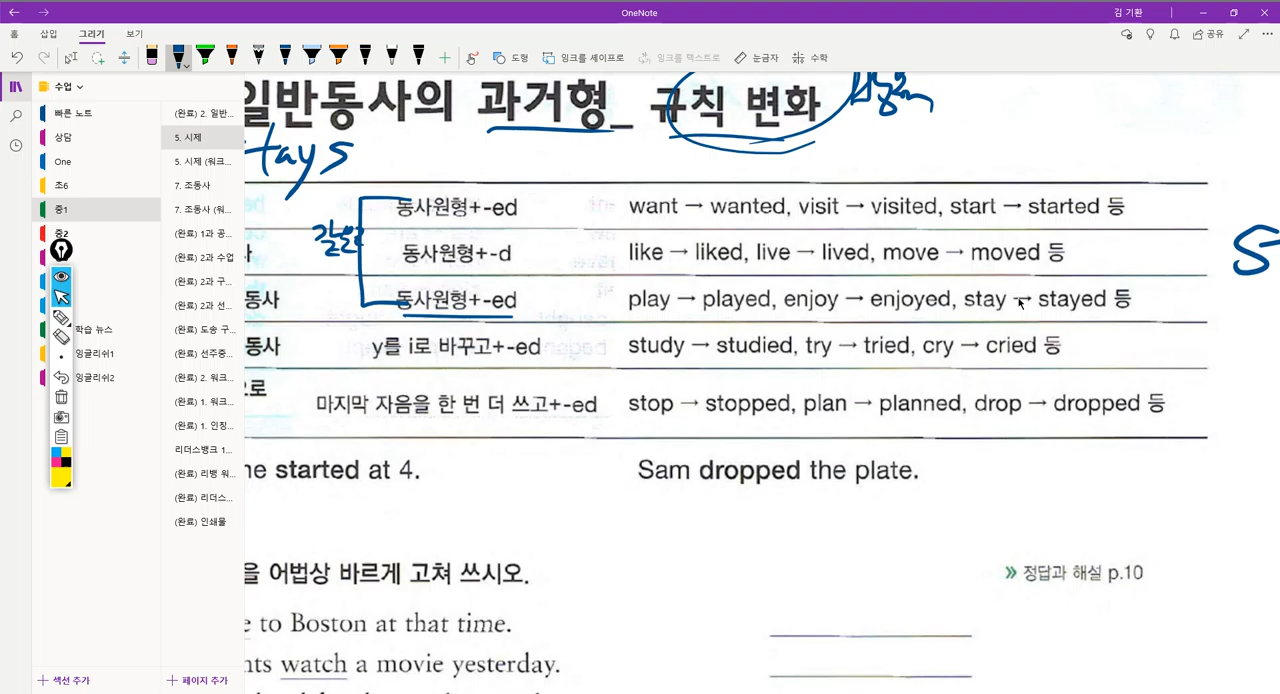 OneNote
김 기환
홈 삽입 그리기 보기
공유
도형 잉크를 셰이프로 잉크를 텍스트로 눈금자 수학
수업
빠른 노트
상담
One
초6
중1
중2
학습 뉴스
잉글리쉬1
잉글리쉬2
섹션 추가
(완료) 2. 일반...
5. 시제
5. 시제 (워크...
7. 조동사
7. 조동사 (워...
(완료) 1과 공...
(완료) 2과 수업
(완료) 2과 구...
(완료) 2과 선...
(완료) 도송 구...
(완료) 선주중...
(완료) 2. 워크...
(완료) 1. 워크...
(완료) 1. 인칭...
리더스뱅크 1...
(완료) 리뱅 워...
(완료) 리더스...
(완료) 인쇄물
페이지 추가
일반동사의 과거형_ 규칙 변화
stays
동사원형+-ed want → wanted, visit → visited, start → started 등
같은
동사원형+-d like → liked, live → lived, move → moved 등
S
동사 동사원형+-ed play → played, enjoy → enjoyed, stay → stayed 등
동사 y를 i로 바꾸고+-ed study → studied, try → tried, cry → cried 등
으로 마지막 자음을 한 번 더 쓰고+-ed stop → stopped, plan → planned, drop → dropped 등
started at 4. Sam dropped the plate.
을 어법상 바르게 고쳐 쓰시오.
» 정답과 해설 p.10
e to Boston at that time.
nts watch a movie yesterday.